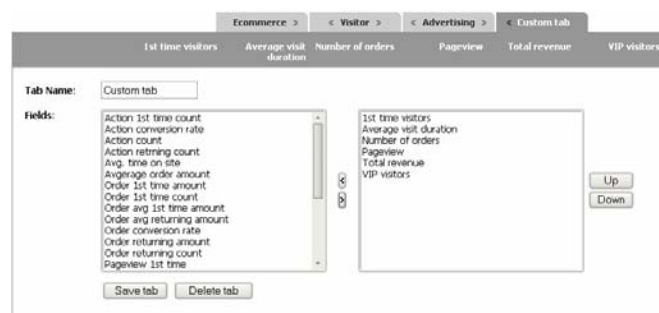 Ecommerce > < Visitor > < Advertising > < Custom tab
1st time visitors Average visit duration Number of orders Pageview Total revenue VIP visitors
Tab Name: Custom tab
Fields:
Action 1st time count
Action conversion rate
Action count
Action retrning count
Avg. time on site
Avgerage order amount
Order 1st time amount
Order 1st time count
Order avg 1st time amount
Order avg returning amount
Order conversion rate
Order returning amount
Order returning count
Pageview 1st time
<
>
1st time visitors
Average visit duration
Number of orders
Pageview
Total revenue
VIP visitors
Up
Down
Save tab Delete tab